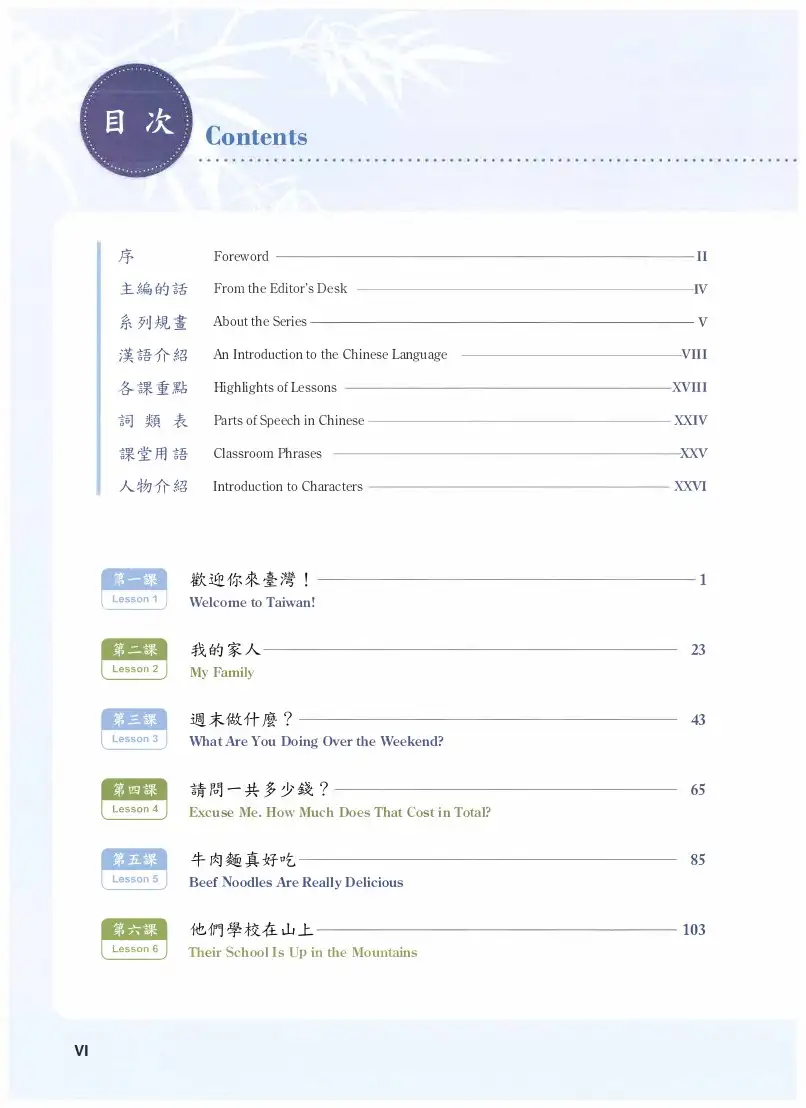 目次
Contents
序 Foreword II
主編的話 From the Editor's Desk IV
系列規畫 About the Series V
漢語介紹 An Introduction to the Chinese Language VIII
各課重點 Highlights of Lessons XVIII
詞類表 Parts of Speech in Chinese XXIV
課堂用語 Classroom Phrases XXV
人物介紹 Introduction to Characters XXVI
第一課 歡迎你來臺灣！ 1
Lesson 1 Welcome to Taiwan!
第二課 我的家人 23
Lesson 2 My Family
第三課 週末做什麼？ 43
Lesson 3 What Are You Doing Over the Weekend?
第四課 請問一共多少錢？ 65
Lesson 4 Excuse Me. How Much Does That Cost in Total?
第五課 牛肉麵真好吃 85
Lesson 5 Beef Noodles Are Really Delicious
第六課 他們學校在山上 103
Lesson 6 Their School Is Up in the Mountains
VI